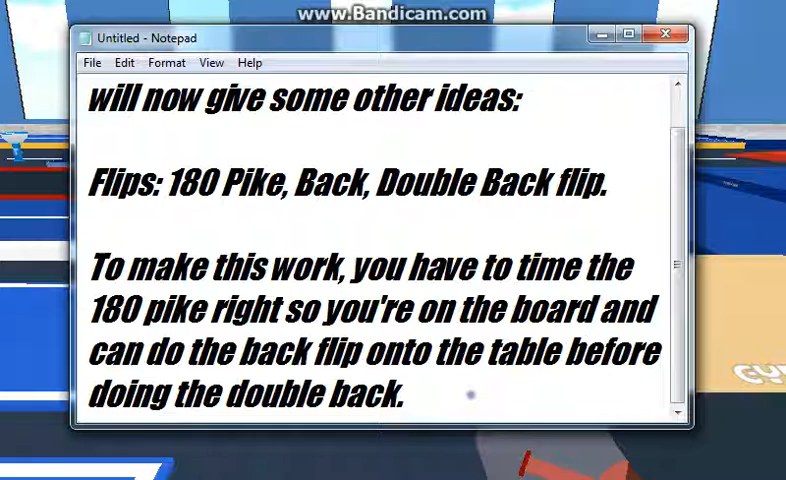 www.Bandicam.com
Untitled - Notepad
File Edit Format View Help
will now give some other ideas:
Flips: 180 Pike, Back, Double Back flip.
To make this work, you have to time the
180 pike right so you're on the board and
can do the back flip onto the table before
doing the double back.
GY